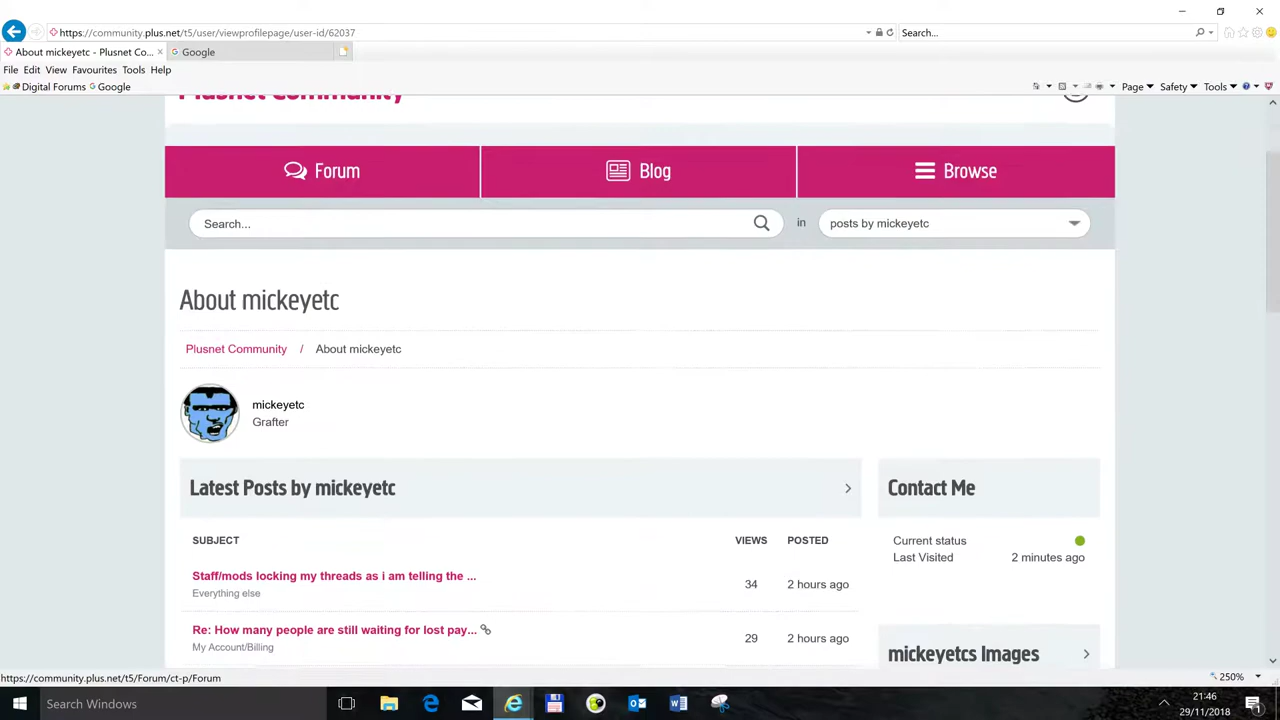 https://community.plus.net/t5/user/viewprofilepage/user-id/62037
Search...
About mickeyetc - Plusnet Co...
Google
File Edit View Favourites Tools Help
Digital Forums Google
Page Safety Tools
Plusnet Community
Forum
Blog
Browse
Search...
in
posts by mickeyetc
About mickeyetc
Plusnet Community / About mickeyetc
mickeyetc
Grafter
Latest Posts by mickeyetc
Contact Me
SUBJECT VIEWS POSTED
Current status
Last Visited 2 minutes ago
Staff/mods locking my threads as i am telling the ...
Everything else
34 2 hours ago
Re: How many people are still waiting for lost pay...
My Account/Billing
29 2 hours ago
mickeyetcs Images
https://community.plus.net/t5/Forum/ct-p/Forum
250%
Search Windows
21:46
29/11/2018